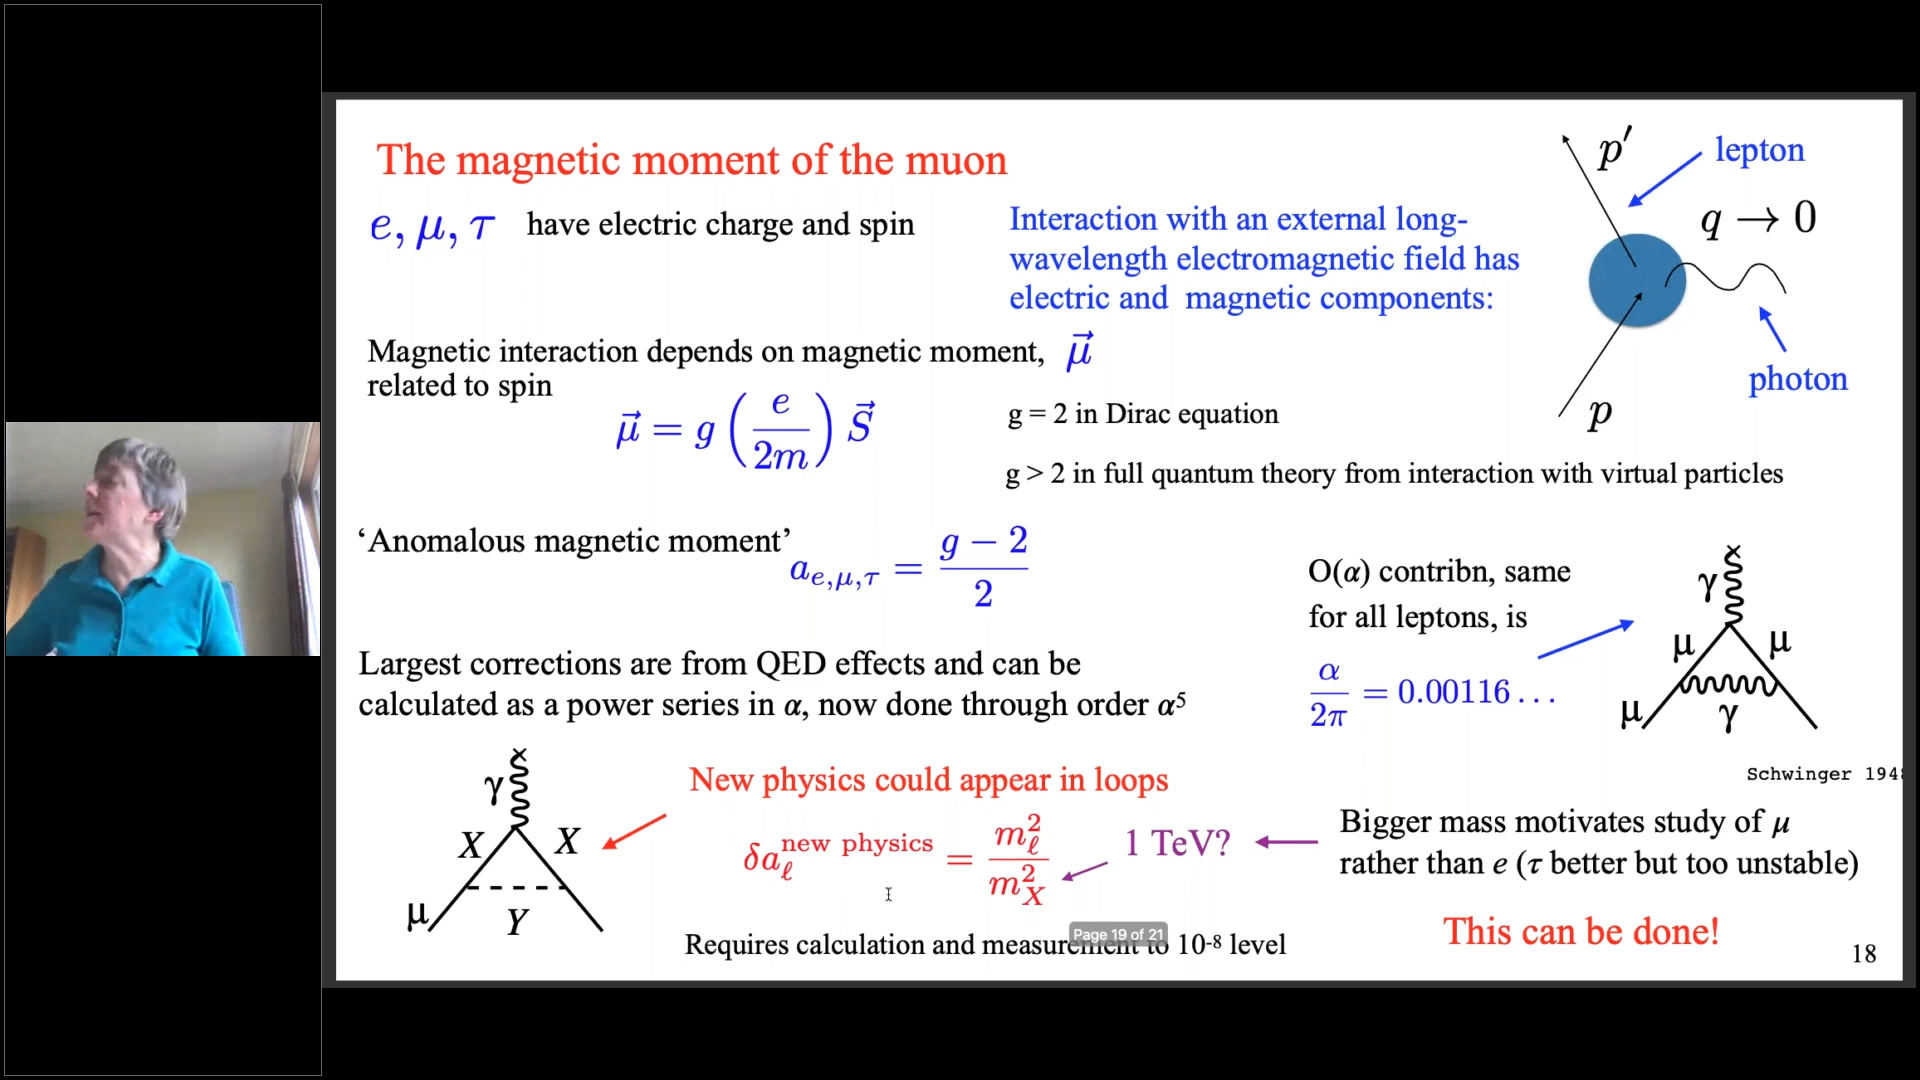 The magnetic moment of the muon
e, μ, τ have electric charge and spin
Interaction with an external long-
wavelength electromagnetic field has
electric and magnetic components:
p′
lepton
q → 0
photon
p
Magnetic interaction depends on magnetic moment, μ⃗
related to spin
μ⃗ = g (e/2m) S⃗
g = 2 in Dirac equation
g > 2 in full quantum theory from interaction with virtual particles
‘Anomalous magnetic moment’ a_{e,μ,τ} = (g − 2)/2
O(α) contribn, same
for all leptons, is
α/2π = 0.00116...
γ
μ μ
μ γ
Schwinger 194
Largest corrections are from QED effects and can be
calculated as a power series in α, now done through order α⁵
γ
X X
μ Y
New physics could appear in loops
δa_ℓ^{new physics} = m_ℓ²/m_X²
1 TeV?
Bigger mass motivates study of μ
rather than e (τ better but too unstable)
Requires calculation and measurement to 10⁻⁸ level
Page 19 of 21
This can be done!
18